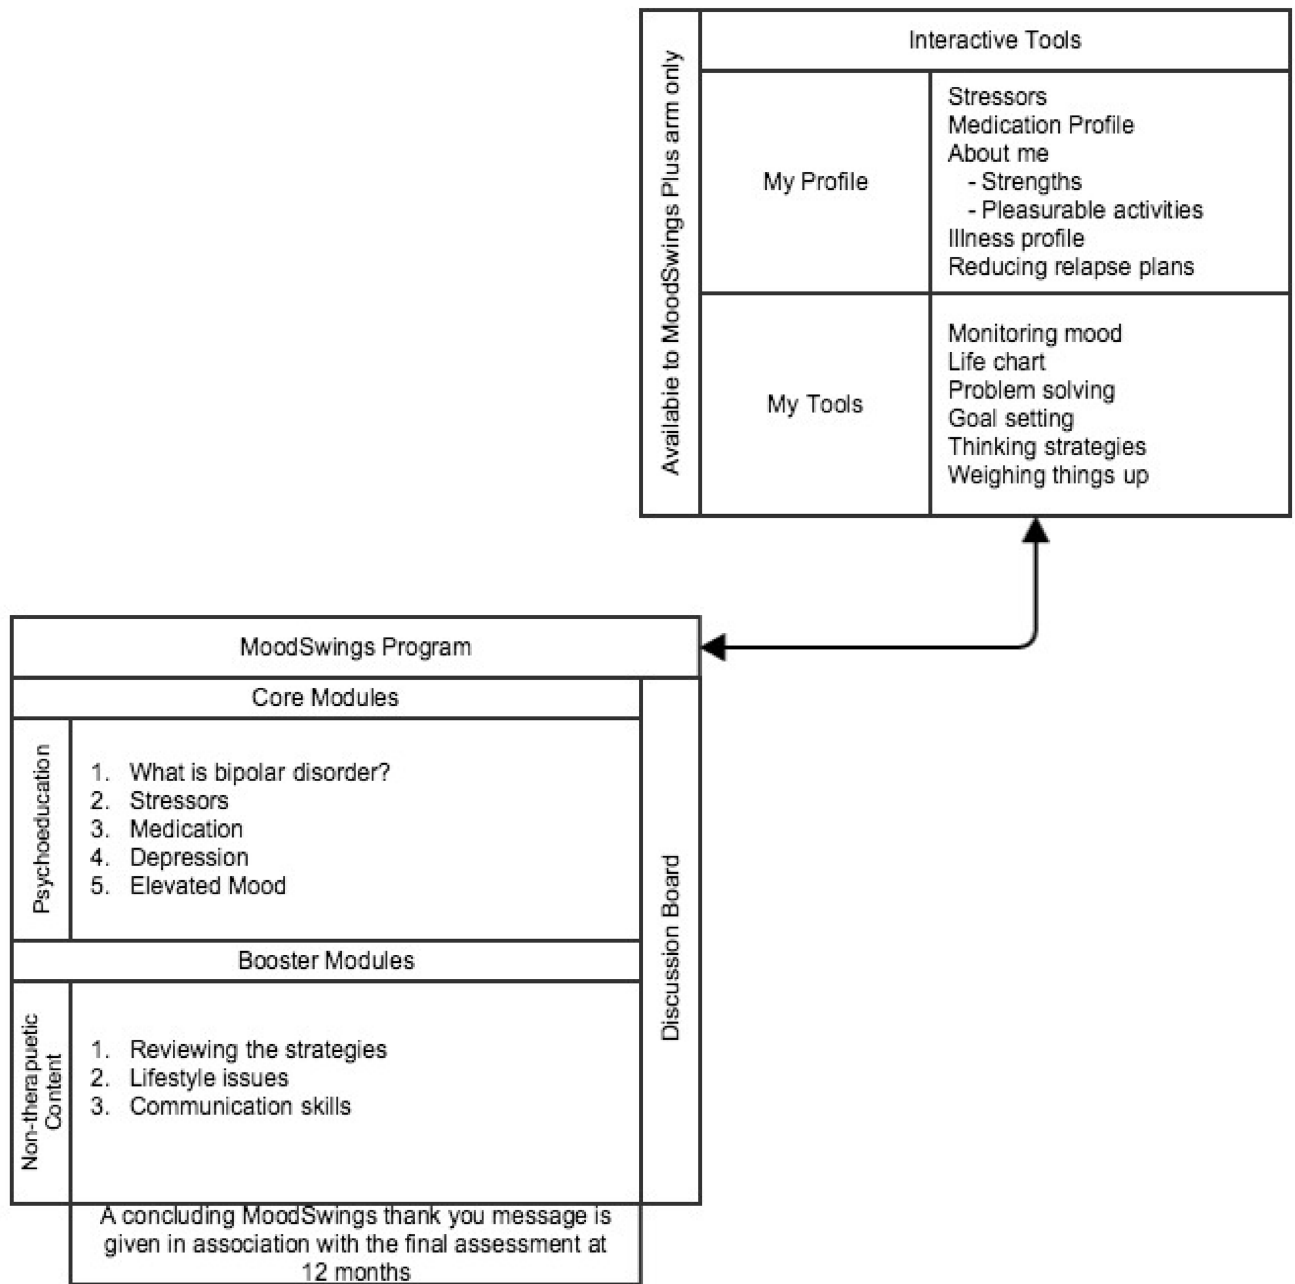 Interactive Tools
Available to MoodSwings Plus arm only
My Profile
Stressors
Medication Profile
About me
- Strengths
- Pleasurable activities
Illness profile
Reducing relapse plans
My Tools
Monitoring mood
Life chart
Problem solving
Goal setting
Thinking strategies
Weighing things up
MoodSwings Program
Core Modules
Psychoeducation
1. What is bipolar disorder?
2. Stressors
3. Medication
4. Depression
5. Elevated Mood
Discussion Board
Booster Modules
Non-therapuetic
Content
1. Reviewing the strategies
2. Lifestyle issues
3. Communication skills
A concluding MoodSwings thank you message is
given in association with the final assessment at
12 months